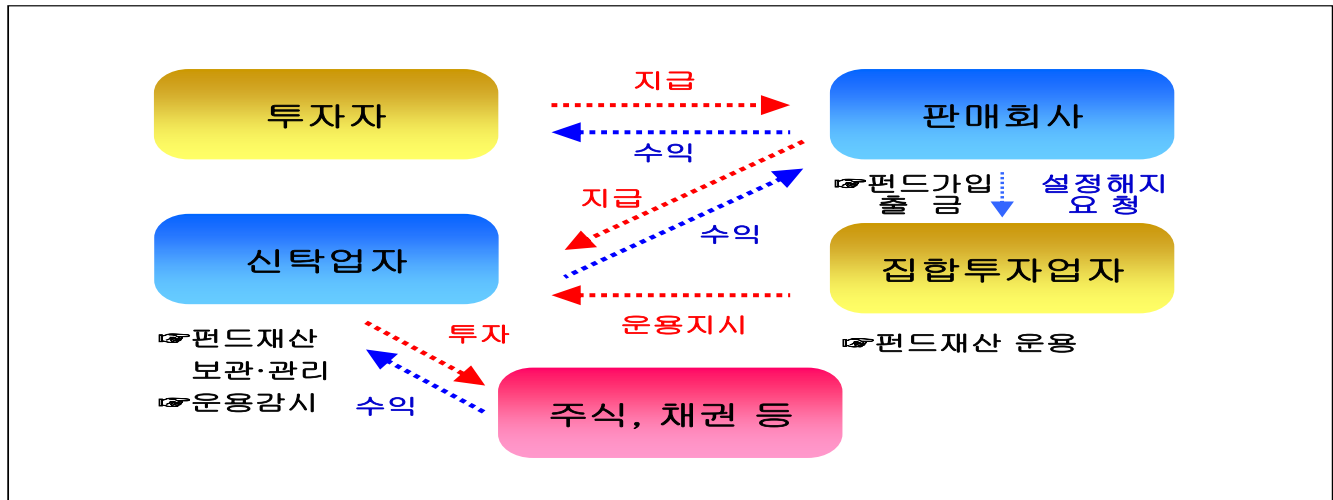 지급
투자자
판매회사
수익
☞펀드가입
출 금
설정해지
요 청
지급
수익
신탁업자
집합투자업자
운용지시
☞펀드재산
보관·관리
☞운용감시
투자
☞펀드재산 운용
수익
주식, 채권 등